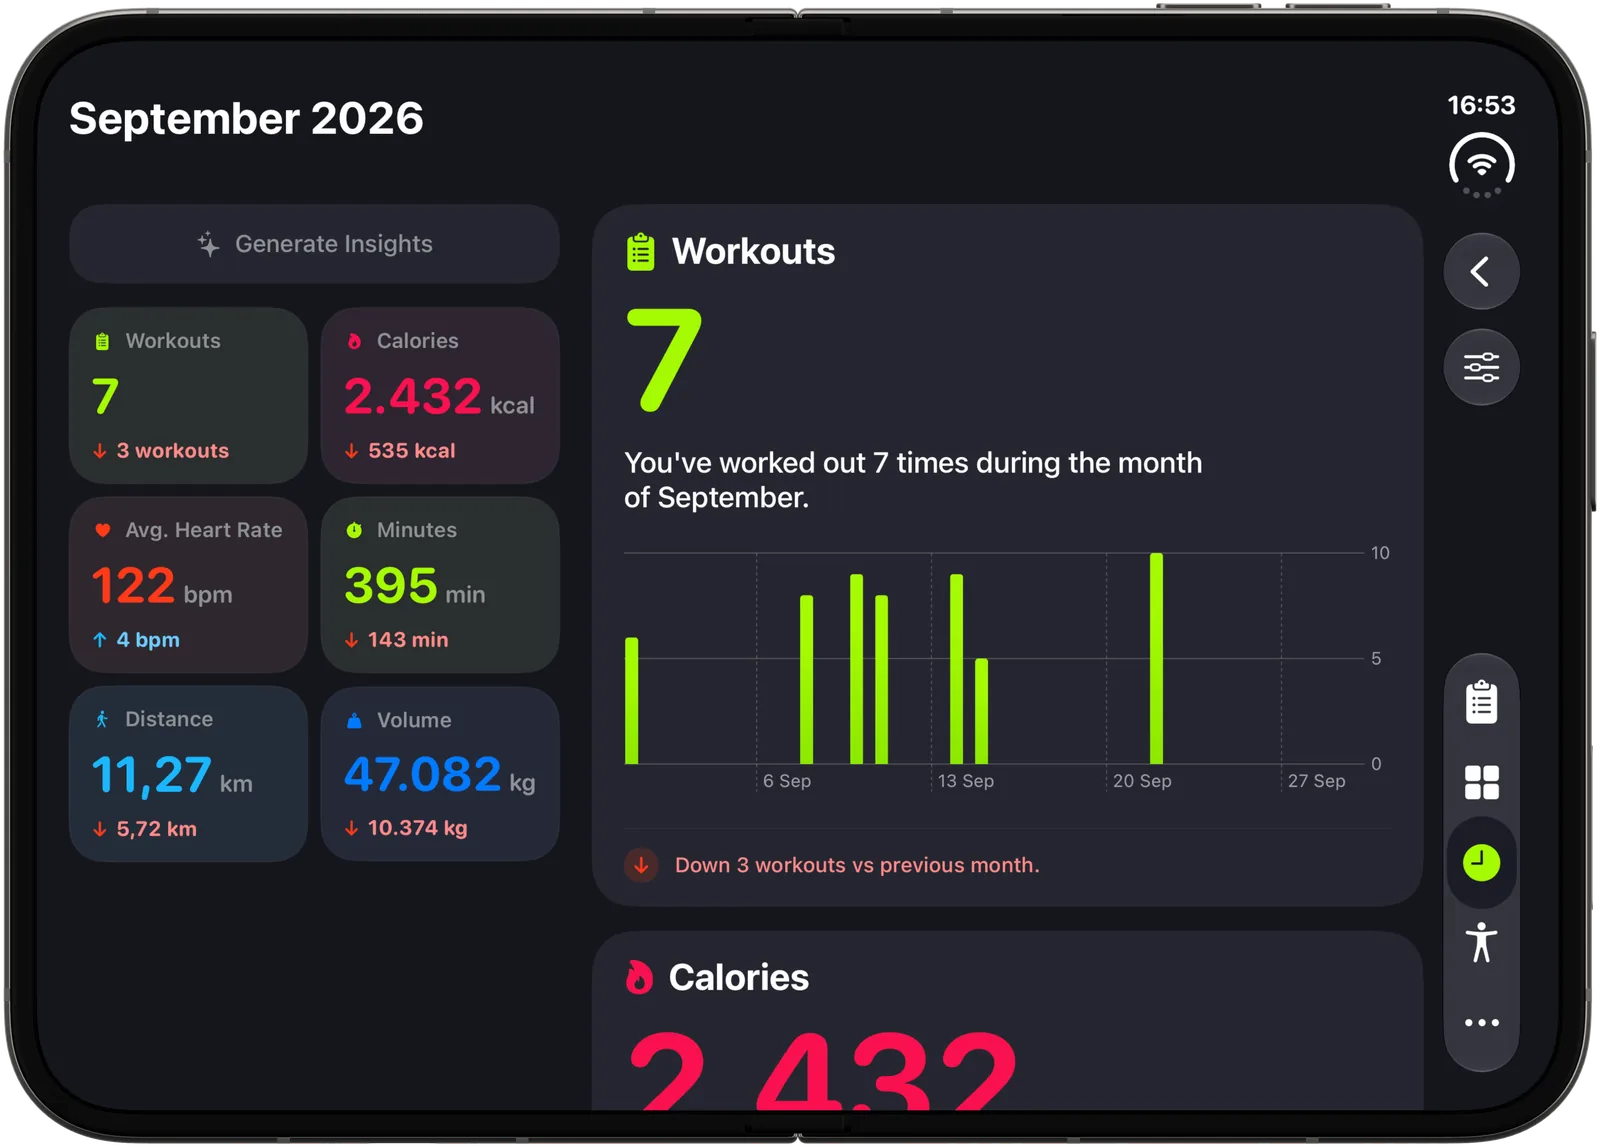 September 2026
16:53
Generate Insights
Workouts
7
↓ 3 workouts
Calories
2.432 kcal
↓ 535 kcal
Avg. Heart Rate
122 bpm
↑ 4 bpm
Minutes
395 min
↓ 143 min
Distance
11,27 km
↓ 5,72 km
Volume
47.082 kg
↓ 10.374 kg
Workouts
7
You've worked out 7 times during the month
of September.
10
5
0
6 Sep
13 Sep
20 Sep
27 Sep
Down 3 workouts vs previous month.
Calories
2.432